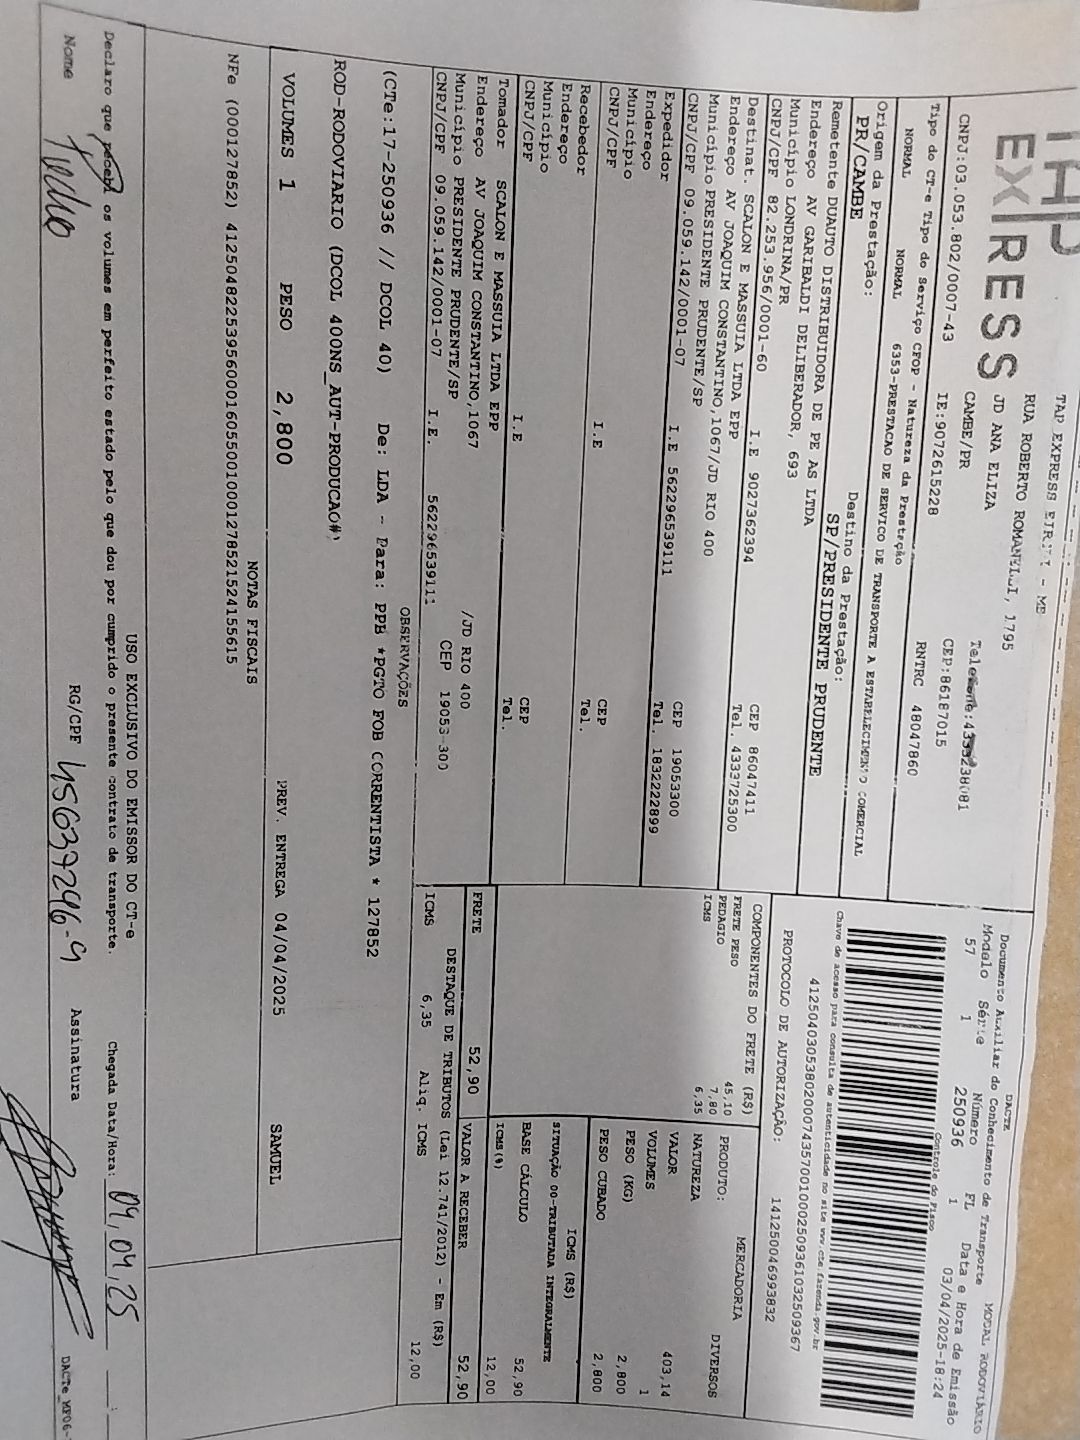 TAP EXPRESS
TAP EXPRESS EIRELI - ME
RUA ROBERTO ROMANELLI, 1795
JD ANA ELIZA
CAMBE/PR CEP:86187015
CNPJ:03.053.802/0007-43 IE:9072615228 RNTRC 48047860
DACTE MODAL RODOVIÁRIO
Documento Auxiliar do Conhecimento de Transporte
Modelo Série Número FL Data e Hora de Emissão
57 1 250936 1 03/04/2025-18:24
Controle do Fisco
Tipo do CT-e Tipo do Serviço CFOP - Natureza da Prestação
NORMAL NORMAL 6353-PRESTACAO DE SERVICO DE TRANSPORTE A ESTABELECIMENTO COMERCIAL
Origem da Prestação: Destino da Prestação:
PR/CAMBE SP/PRESIDENTE PRUDENTE
Chave de acesso para consulta de autenticidade no site www.cte.fazenda.gov.br
PROTOCOLO DE AUTORIZAÇÃO: 141250046993832
Remetente DUAUTO DISTRIBUIDORA DE PE AS LTDA
Endereço AV GARIBALDI DELIBERADOR, 693
Município LONDRINA/PR CEP 86047411
CNPJ/CPF 82.253.956/0001-60 I.E 9027362394 Tel. 4333725300
Destinat. SCALON E MASSUIA LTDA EPP
Endereço AV JOAQUIM CONSTANTINO,1067/JD RIO 400
Município PRESIDENTE PRUDENTE/SP CEP 19053300
CNPJ/CPF 09.059.142/0001-07 I.E 562296539111 Tel. 1832222899
Expedidor
Endereço
Município CEP
CNPJ/CPF I.E Tel.
Recebedor
Endereço
Município CEP
CNPJ/CPF I.E Tel.
Tomador SCALON E MASSUIA LTDA EPP
Endereço AV JOAQUIM CONSTANTINO,1067 /JD RIO 400
Município PRESIDENTE PRUDENTE/SP CEP 19053-300
CNPJ/CPF 09.059.142/0001-07 I.E. 562296539111
COMPONENTES DO FRETE (R$)
FRETE PESO 45,10
PEDAGIO 7,80
ICMS 6,35
PRODUTO: MERCADORIA
NATUREZA DIVERSOS
VALOR 403,14
VOLUMES 1
PESO (KG) 2,800
PESO CUBADO 2,800
ICMS (R$)
SITUAÇÃO 00-TRIBUTADA INTEGRALMENTE
BASE CÁLCULO 52,90
ICMS(%) 12,00
FRETE 52,90 VALOR A RECEBER 52,90
DESTAQUE DE TRIBUTOS (Lei 12.741/2012) - Em (R$)
ICMS 6,35 Aliq. ICMS 12,00
OBSERVAÇÕES
(CTe:17-250936 // DCOL 40) De: LDA - Para: PPB *PGTO FOB CORRENTISTA * 127852
ROD-RODOVIARIO (DCOL 400NS_AUT-PRODUCAO#)
VOLUMES 1 PESO 2,800 PREV. ENTREGA 04/04/2025 SAMUEL
NOTAS FISCAIS
NFe (000127852) 41250482253956000160550010001278521524155615
USO EXCLUSIVO DO EMISSOR DO CT-e
Declaro que recebi os volumes em perfeito estado pelo que dou por cumprido o presente contrato de transporte. Chegada Data/Hora: 04,04,25
Nome RG/CPF 45637296-9 Assinatura